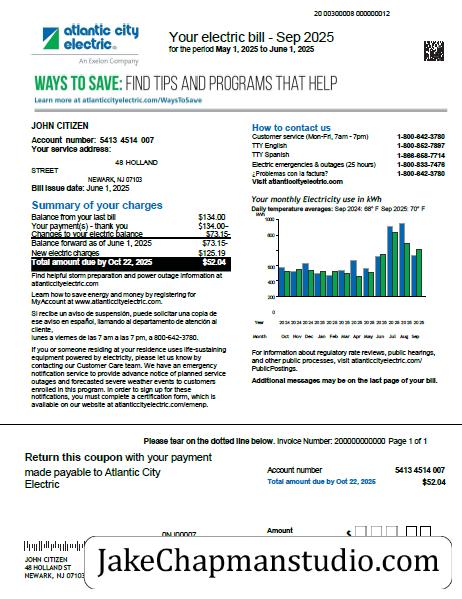 20 00300008 000000012
atlantic city
electric®
An Exelon Company
Your electric bill - Sep 2025
for the period May 1, 2025 to June 1, 2025
WAYS TO SAVE: FIND TIPS AND PROGRAMS THAT HELP
Learn more at atlanticcityelectric.com/WaysToSave
JOHN CITIZEN
Account number: 5413 4514 007
Your service address:
48 HOLLAND
STREET
NEWARK, NJ 07103
Bill issue date: June 1, 2025
Summary of your charges
Balance from your last bill $134.00
Your payment(s) - thank you $134.00-
Changes to your electric balance $73.15-
Balance forward as of June 1, 2025 $73.15-
New electric charges $125.19
Total amount due by Oct 22, 2025 $52.04
Find helpful storm preparation and power outage information at
atlanticcityelectric.com
Learn how to save energy and money by registering for
MyAccount at www.atlanticcityelectric.com.
Si recibe un aviso de suspención, puede solicitar una copia de
ese aviso en español, llamando al departamento de atención al
cliente,
lunes a viernes de las 7 am a las 7 pm, a 800-642-3780.
If you or someone residing at your residence uses life-sustaining
equipment powered by electricity, please let us know by
contacting our Customer Care team. We have an emergency
notification service to provide advance notice of planned service
outages and forecasted severe weather events to customers
enrolled in this program. In order to sign up for these
notifications, you must complete a certification form, which is
available on our website at atlanticcityelectric.com/emenp.
How to contact us
Customer service (Mon-Fri, 7am - 7pm) 1-800-642-3780
TTY English 1-800-852-7897
TTY Spanish 1-866-658-7714
Electric emergencies & outages (25 hours) 1-800-833-7476
¿Problemas con la factura? 1-800-642-3780
Visit atlanticcityelectric.com
Your monthly Electricity use in kWh
Daily temperature averages: Sep 2024: 68° F Sep 2025: 70° F
kWh
1000
800
600
400
200
0
Year 2024 2025
Month Oct Nov Dec Jan Feb Mar Apr May Jun Jul Aug Sep
For information about regulatory rate reviews, public hearings,
and other processes, visit atlanticcityelectric.com/
PublicPostings.
Additional messages may be on the last page of your bill.
Please tear on the dotted line below. Invoice Number: 200000000000 Page 1 of 1
Return this coupon with your payment
made payable to Atlantic City
Electric
Account number 5413 4514 007
Total amount due by Oct 22, 2025 $52.04
Amount
$
JOHN CITIZEN
48 HOLLAND ST
NEWARK, NJ 07103
JakeChapmanstudio.com